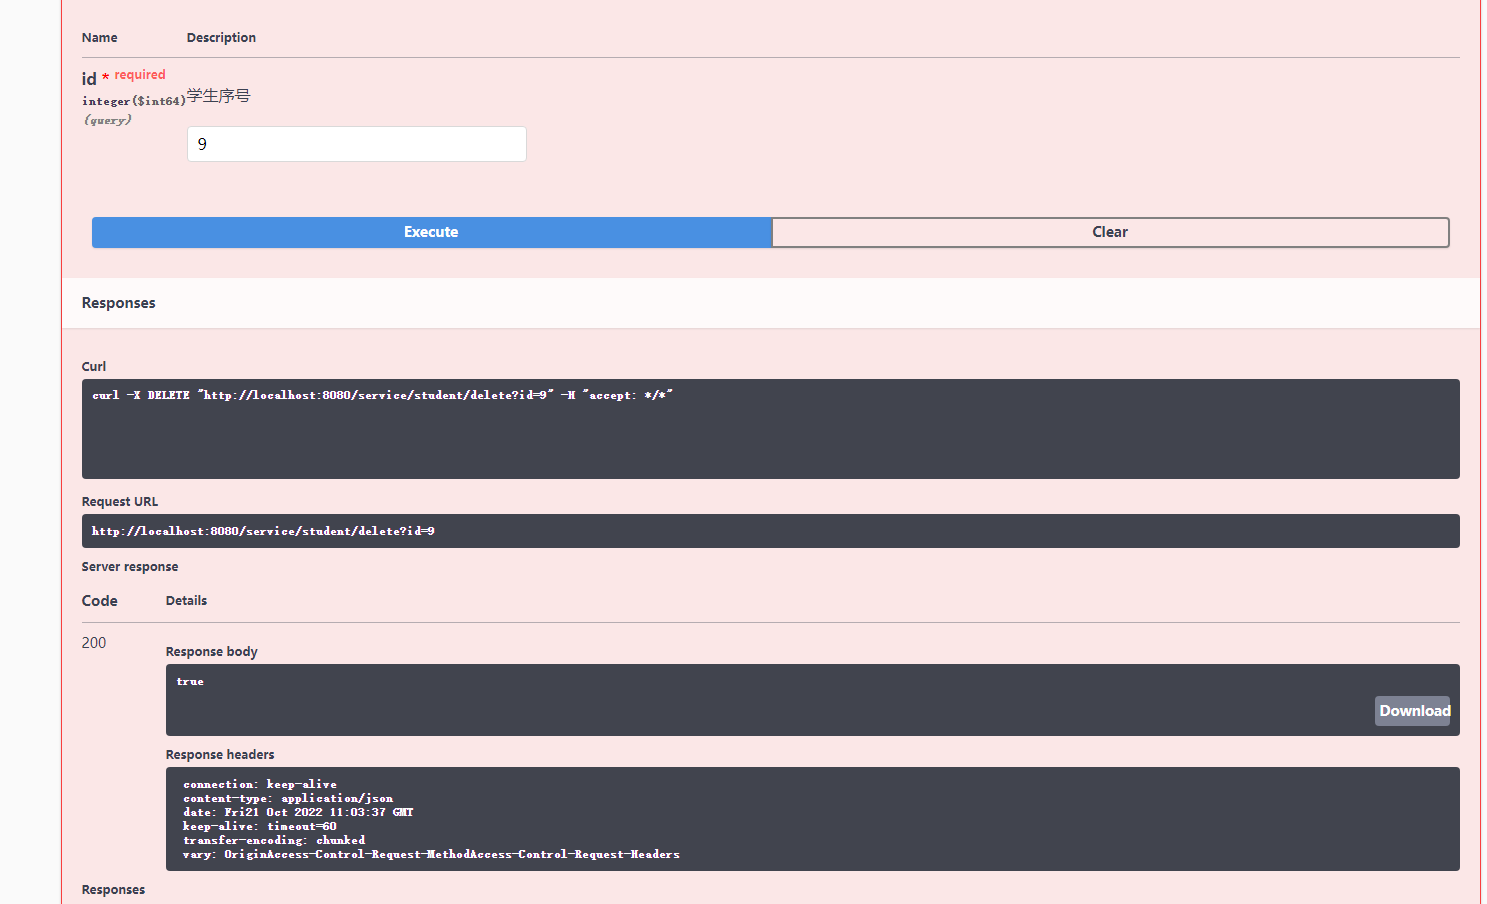 Name Description
id * required
学生序号
integer($int64)
(query)
9
Execute Clear
Responses
Curl
curl -X DELETE "http://localhost:8080/service/student/delete?id=9" -H "accept: */*"
Request URL
http://localhost:8080/service/student/delete?id=9
Server response
Code Details
200
Response body
true
Download
Response headers
connection: keep-alive
content-type: application/json
date: Fri21 Oct 2022 11:03:37 GMT
keep-alive: timeout=60
transfer-encoding: chunked
vary: OriginAccess-Control-Request-MethodAccess-Control-Request-Headers
Responses